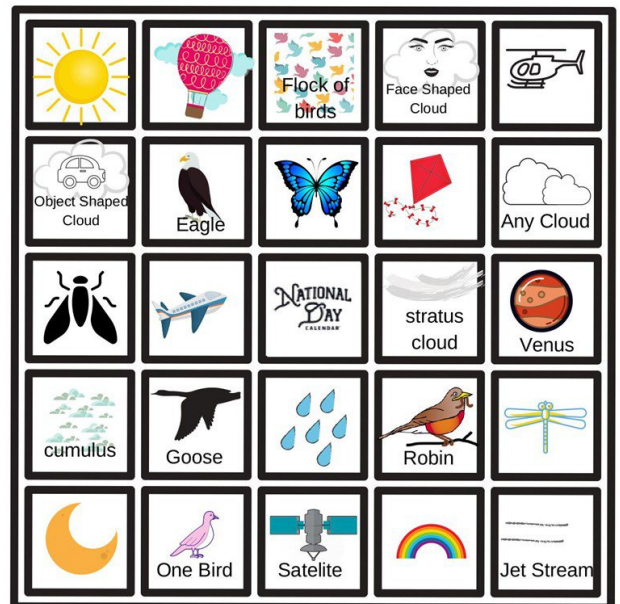 Flock of
birds
Face Shaped
Cloud
Object Shaped
Cloud
Eagle
Any Cloud
NATIONAL
DAY
CALENDAR
stratus
cloud
Venus
cumulus
Goose
Robin
One Bird
Satelite
Jet Stream